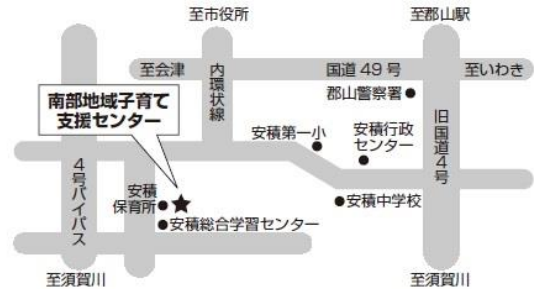 至市役所
至郡山駅
至会津
内環状線
国道49号
至いわき
郡山警察署
南部地域子育て
支援センター
安積第一小
安積行政
センター
旧国道4号
4号バイパス
安積
保育所
安積総合学習センター
安積中学校
至須賀川
至須賀川